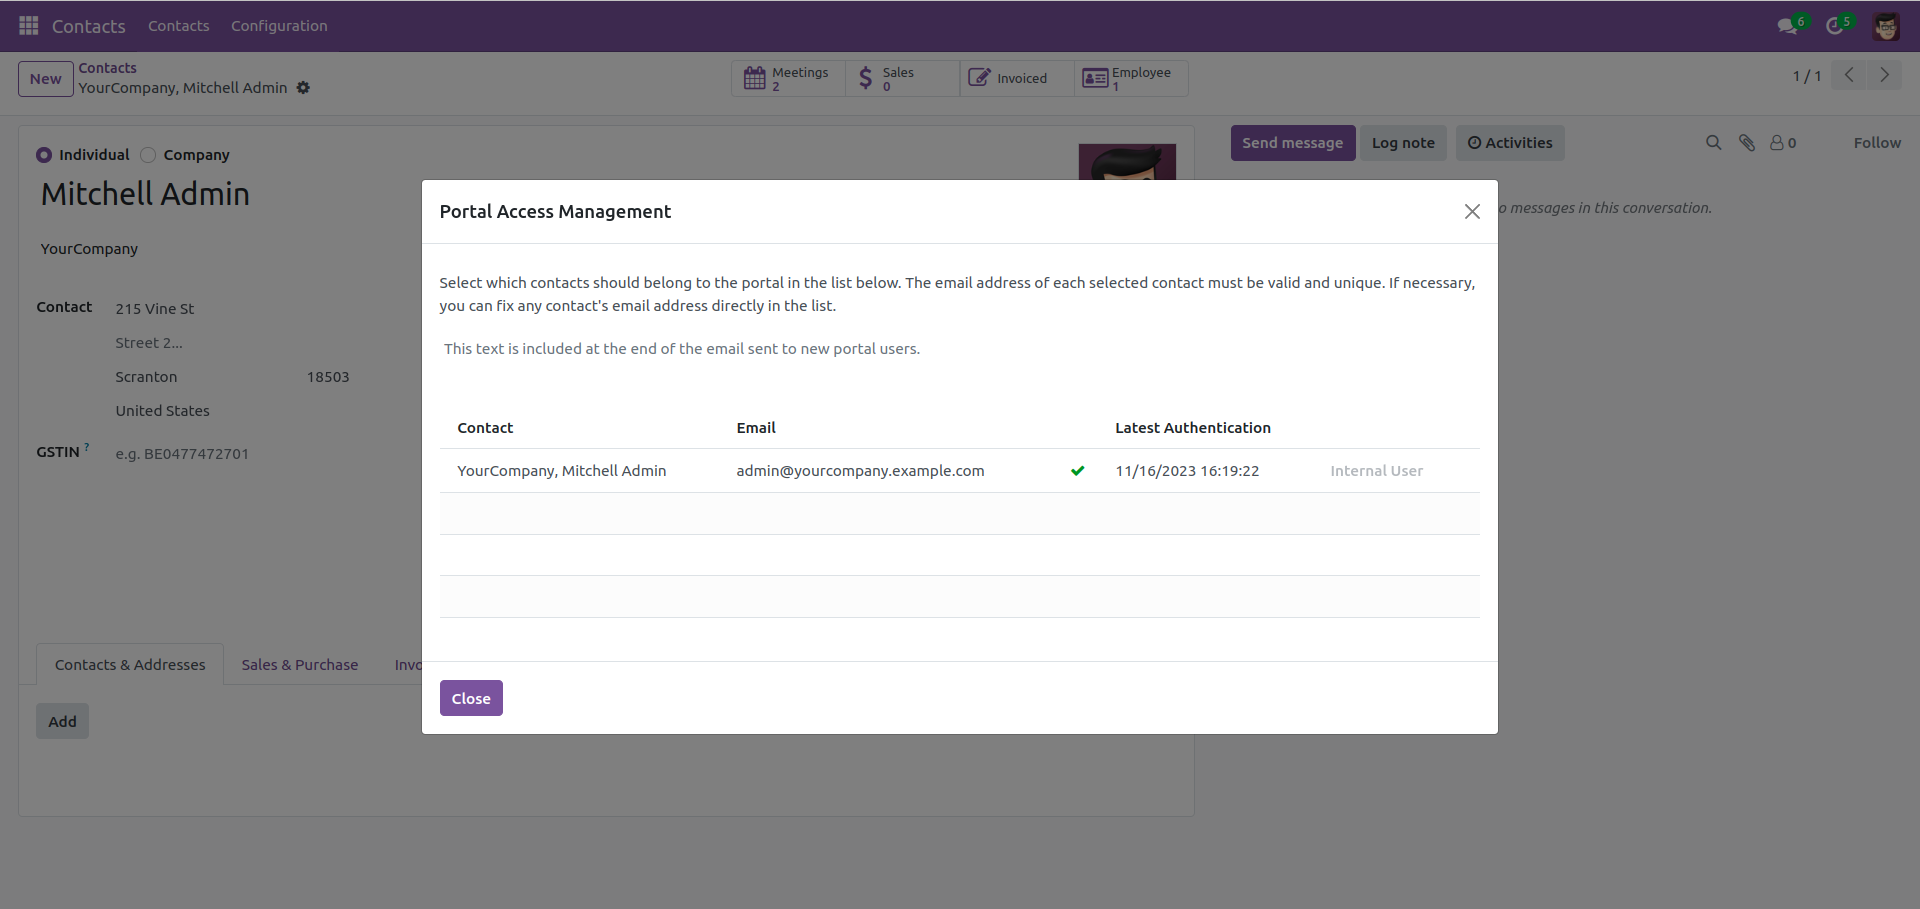 Contacts Contacts Configuration 6 5
New Contacts
YourCompany, Mitchell Admin
Meetings 2
Sales 0
Invoiced
Employee 1
1 / 1
Individual Company
Mitchell Admin
YourCompany
Contact 215 Vine St
Street 2...
Scranton 18503
United States
GSTIN ? e.g. BE0477472701
Contacts & Addresses Sales & Purchase Invo
Add
Send message Log note Activities 0 Follow
o messages in this conversation.
Portal Access Management
Select which contacts should belong to the portal in the list below. The email address of each selected contact must be valid and unique. If necessary,
you can fix any contact's email address directly in the list.
This text is included at the end of the email sent to new portal users.
Contact Email Latest Authentication
YourCompany, Mitchell Admin admin@yourcompany.example.com 11/16/2023 16:19:22 Internal User
Close